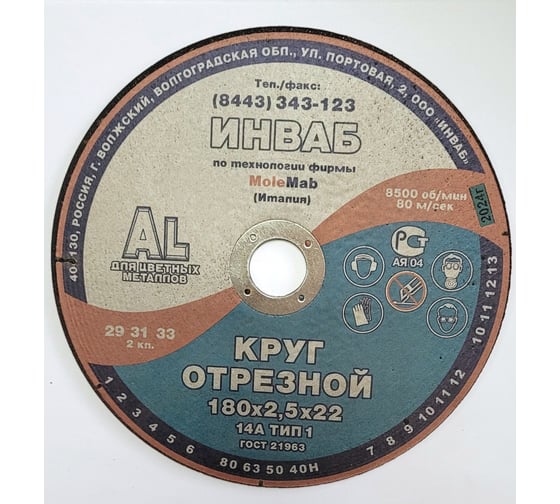 40▪130, РОССИЯ, г. ВОЛЖСКИЙ, ВОЛГОГРАДСКАЯ ОБЛ., УЛ. ПОРТОВАЯ, 2, ООО "ИНВАБ"
Тел./факс:
(8443) 343-123
ИНВАБ
по технологии фирмы
MoleMab
(Италия)
8500 об/мин
80 м/сек
2024г
AL
ДЛЯ ЦВЕТНЫХ
МЕТАЛЛОВ
РСТ
АЯ 04
29 31 33
2 кл.
КРУГ
ОТРЕЗНОЙ
180x2,5x22
14А ТИП 1
ГОСТ 21963
1 2 3 4 5 6
80 63 50 40Н
7 8 9 10 11 12
10▪11▪11▪12▪13